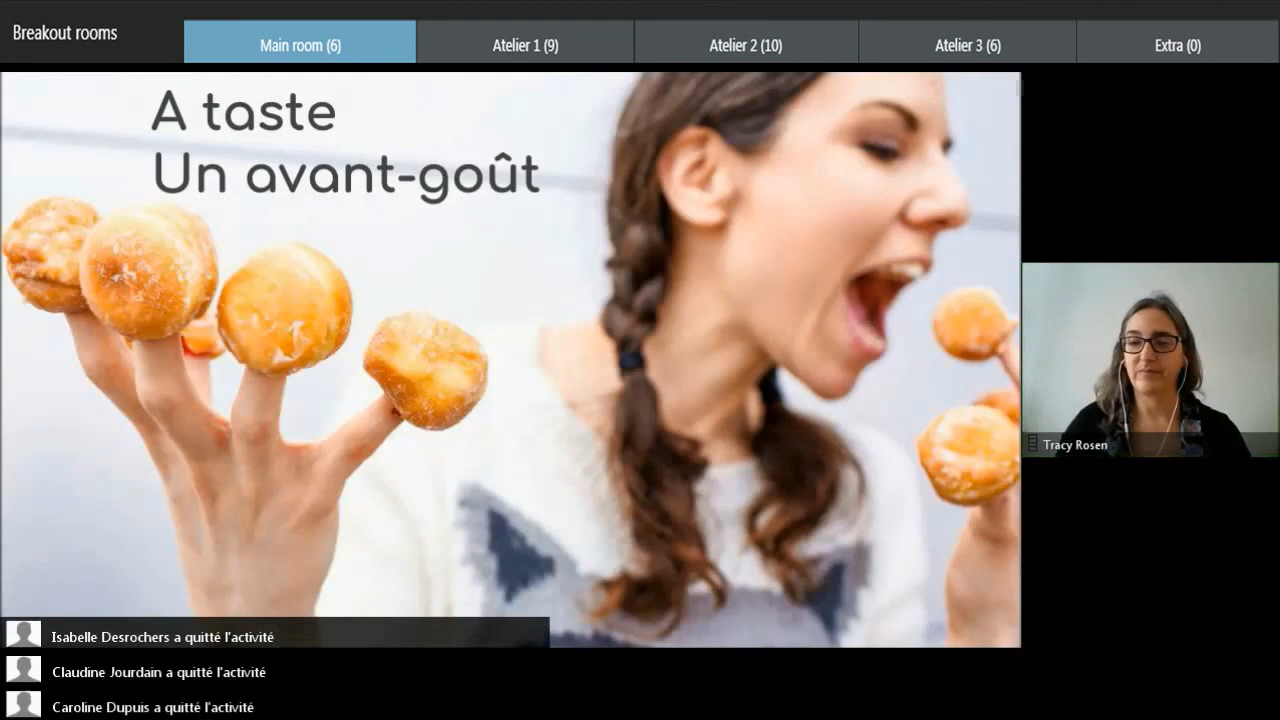 Breakout rooms
Main room (6)
Atelier 1 (9)
Atelier 2 (10)
Atelier 3 (6)
Extra (0)
A taste
Un avant-goût
Tracy Rosen
Isabelle Desrochers a quitté l'activité
Claudine Jourdain a quitté l'activité
Caroline Dupuis a quitté l'activité